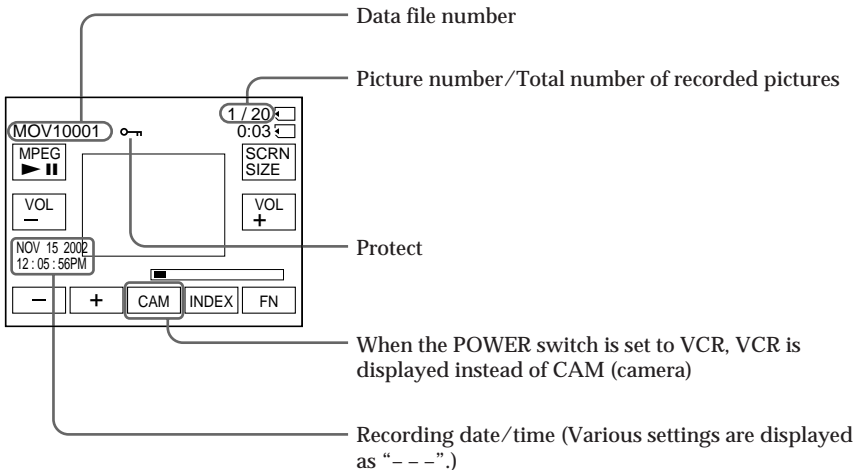 Data file number
Picture number/Total number of recorded pictures
1 / 20
MOV10001
0:03
MPEG
SCRN
SIZE
VOL
–
VOL
+
Protect
NOV 15 2002
12 : 05 : 56PM
– + CAM INDEX FN
When the POWER switch is set to VCR, VCR is
displayed instead of CAM (camera)
Recording date/time (Various settings are displayed
as “– – –”.)